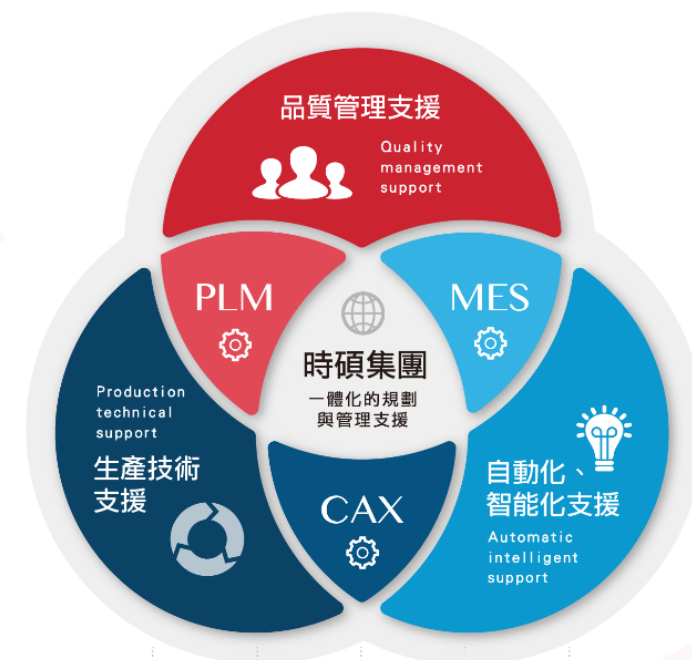 品質管理支援
Quality
management
support
PLM
MES
時碩集團
一體化的規劃
與管理支援
Production
technical
support
生產技術
支援
CAX
自動化、
智能化支援
Automatic
intelligent
support